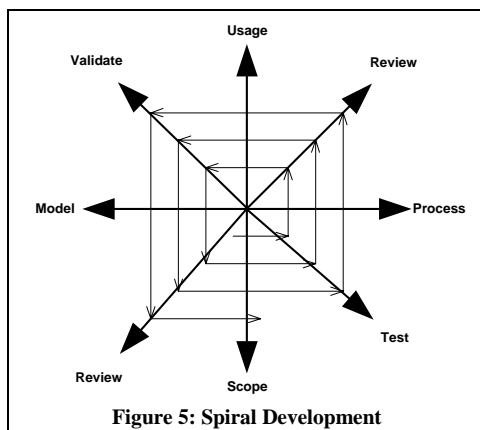 Usage
Validate
Review
Model
Process
Test
Review
Scope
Figure 5: Spiral Development